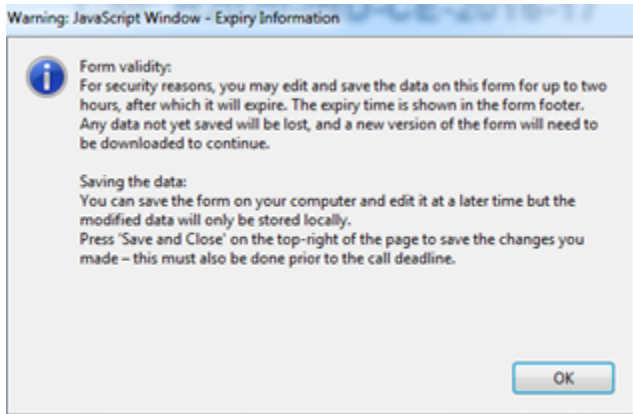 Warning: JavaScript Window - Expiry Information
Form validity:
For security reasons, you may edit and save the data on this form for up to two
hours, after which it will expire. The expiry time is shown in the form footer.
Any data not yet saved will be lost, and a new version of the form will need to
be downloaded to continue.
Saving the data:
You can save the form on your computer and edit it at a later time but the
modified data will only be stored locally.
Press 'Save and Close' on the top-right of the page to save the changes you
made – this must also be done prior to the call deadline.
OK